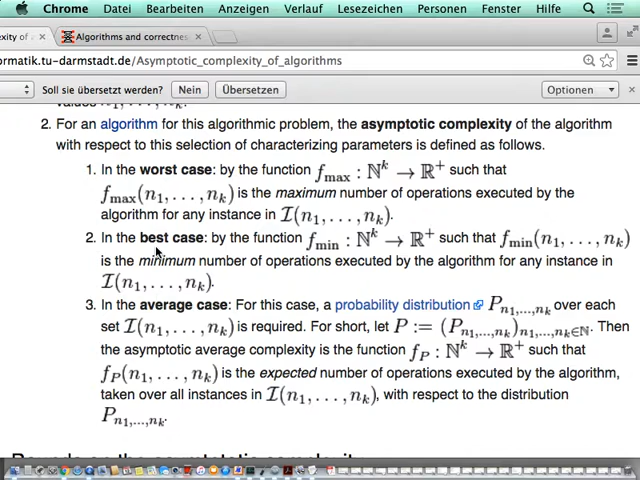 Chrome Datei Bearbeiten Anzeigen Verlauf Lesezeichen Personen Fenster
xity of a × Algorithms and correctnes ×
ormatik.tu-darmstadt.de/Asymptotic_complexity_of_algorithms
Soll sie übersetzt werden? Nein Übersetzen Optionen
2. For an algorithm for this algorithmic problem, the asymptotic complexity of the algorithm
with respect to this selection of characterizing parameters is defined as follows.
1. In the worst case: by the function f_max : ℕ^k → ℝ^+ such that
f_max(n_1, . . . , n_k) is the maximum number of operations executed by the
algorithm for any instance in 𝓘(n_1, . . . , n_k).
2. In the best case: by the function f_min : ℕ^k → ℝ^+ such that f_min(n_1, . . . , n_k)
is the minimum number of operations executed by the algorithm for any instance in
𝓘(n_1, . . . , n_k).
3. In the average case: For this case, a probability distribution P_{n_1,...,n_k} over each
set 𝓘(n_1, . . . , n_k) is required. For short, let P := (P_{n_1,...,n_k})_{n_1,...,n_k∈ℕ}. Then
the asymptotic average complexity is the function f_P : ℕ^k → ℝ^+ such that
f_P(n_1, . . . , n_k) is the expected number of operations executed by the algorithm,
taken over all instances in 𝓘(n_1, . . . , n_k), with respect to the distribution
P_{n_1,...,n_k}.